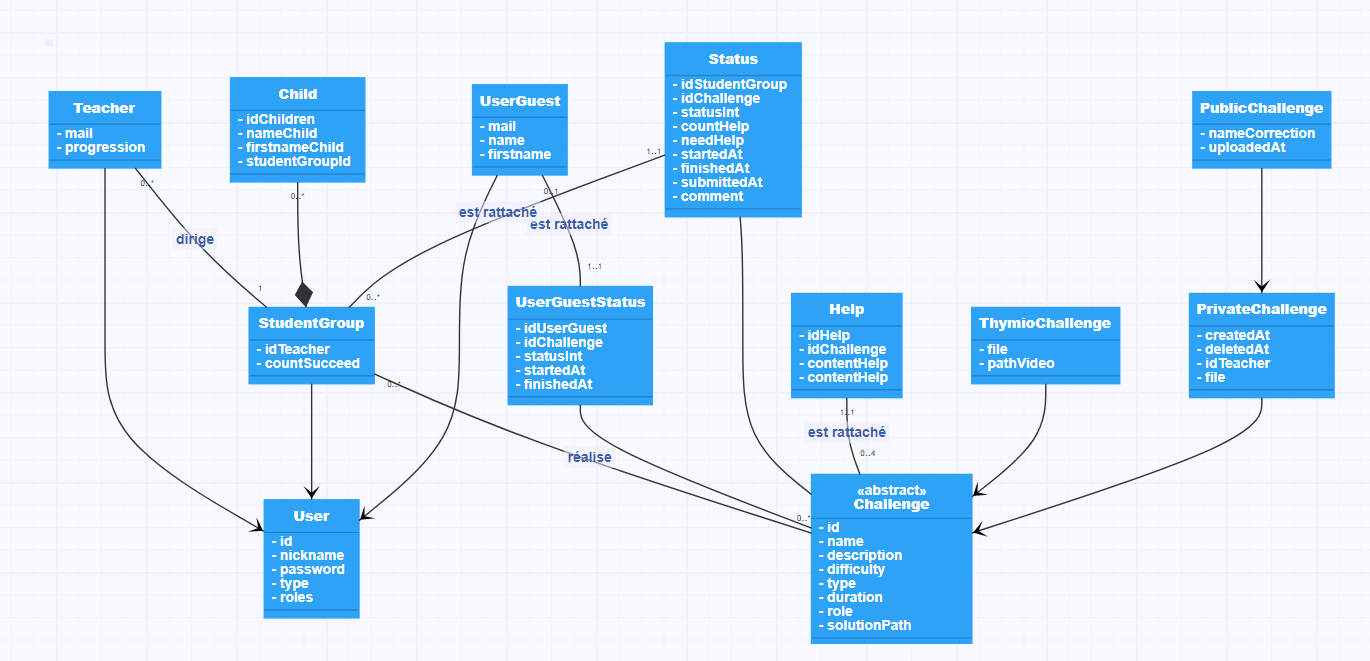 Teacher
- mail
- progression
Child
- idChildren
- nameChild
- firstnameChild
- studentGroupId
UserGuest
- mail
- name
- firstname
Status
- idStudentGroup
- idChallenge
- statusInt
- countHelp
- needHelp
- startedAt
- finishedAt
- submittedAt
- comment
PublicChallenge
- nameCorrection
- uploadedAt
0..*
0..*
0..1
1..1
est rattaché
est rattaché
dirige
1..1
1
0..*
StudentGroup
- idTeacher
- countSucceed
UserGuestStatus
- idUserGuest
- idChallenge
- statusInt
- startedAt
- finishedAt
Help
- idHelp
- idChallenge
- contentHelp
- contentHelp
ThymioChallenge
- file
- pathVideo
PrivateChallenge
- createdAt
- deletedAt
- idTeacher
- file
0..*
1..1
est rattaché
0..4
réalise
0..*
User
- id
- nickname
- password
- type
- roles
«abstract»
Challenge
- id
- name
- description
- difficulty
- type
- duration
- role
- solutionPath